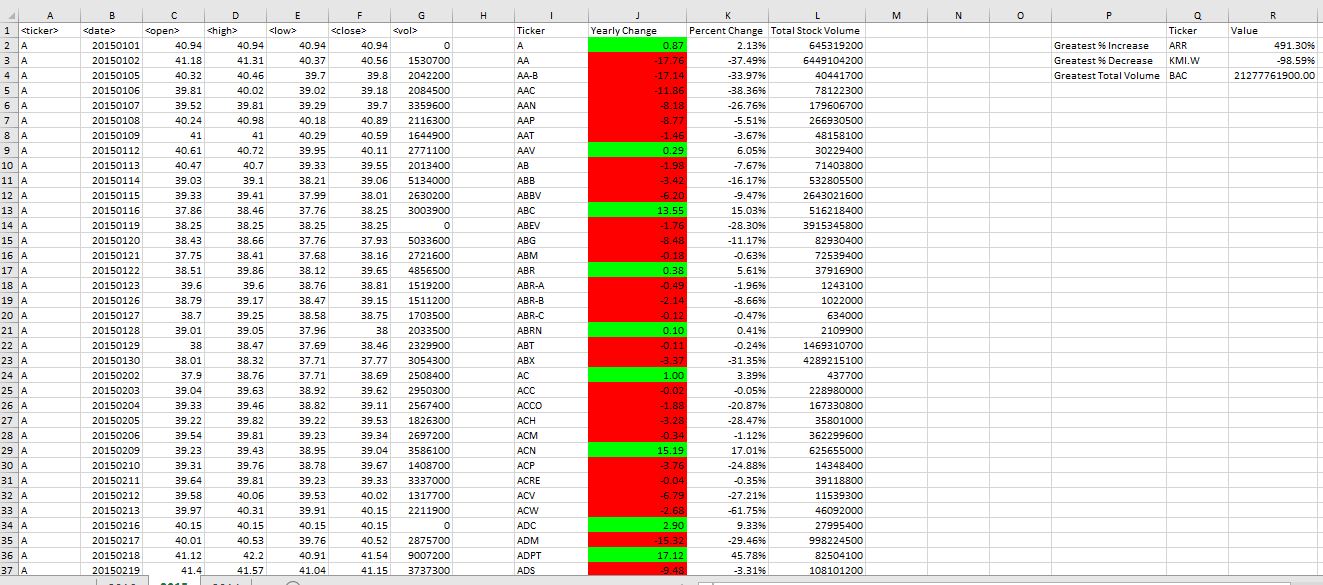 A B C D E F G H I J K L M N O P Q R
1 <ticker> <date> <open> <high> <low> <close> <vol> Ticker Yearly Change Percent Change Total Stock Volume Ticker Value
2 A 20150101 40.94 40.94 40.94 40.94 0 A 0.87 2.13% 645319200 Greatest % Increase ARR 491.30%
3 A 20150102 41.18 41.31 40.37 40.56 1530700 AA -17.76 -37.49% 6449104200 Greatest % Decrease KMI.W -98.59%
4 A 20150105 40.32 40.46 39.7 39.8 2042200 AA-B -17.14 -33.97% 40441700 Greatest Total Volume BAC 21277761900.00
5 A 20150106 39.81 40.02 39.02 39.18 2084500 AAC -11.86 -38.36% 78122300
6 A 20150107 39.52 39.81 39.29 39.7 3359600 AAN -8.18 -26.76% 179606700
7 A 20150108 40.24 40.98 40.18 40.89 2116300 AAP -8.77 -5.51% 266930500
8 A 20150109 41 41 40.29 40.59 1644900 AAT -1.46 -3.67% 48158100
9 A 20150112 40.61 40.72 39.95 40.11 2771100 AAV 0.29 6.05% 30229400
10 A 20150113 40.47 40.7 39.33 39.55 2013400 AB -1.98 -7.67% 71403800
11 A 20150114 39.03 39.1 38.21 39.06 5134000 ABB -3.42 -16.17% 532805500
12 A 20150115 39.33 39.41 37.99 38.01 2630200 ABBV -6.20 -9.47% 2643021600
13 A 20150116 37.86 38.46 37.76 38.25 3003900 ABC 13.55 15.03% 516218400
14 A 20150119 38.25 38.25 38.25 38.25 0 ABEV -1.76 -28.30% 3915345800
15 A 20150120 38.43 38.66 37.76 37.93 5033600 ABG -8.48 -11.17% 82930400
16 A 20150121 37.75 38.41 37.68 38.16 2721600 ABM -0.18 -0.63% 72539400
17 A 20150122 38.51 39.86 38.12 39.65 4856500 ABR 0.38 5.61% 37916900
18 A 20150123 39.6 39.6 38.76 38.81 1519200 ABR-A -0.49 -1.96% 1243100
19 A 20150126 38.79 39.17 38.47 39.15 1511200 ABR-B -2.14 -8.66% 1022000
20 A 20150127 38.7 39.25 38.58 38.75 1703500 ABR-C -0.12 -0.47% 634000
21 A 20150128 39.01 39.05 37.96 38 2033500 ABRN 0.10 0.41% 2109900
22 A 20150129 38 38.47 37.69 38.46 2329900 ABT -0.11 -0.24% 1469310700
23 A 20150130 38.01 38.32 37.71 37.77 3054300 ABX -3.37 -31.35% 4289215100
24 A 20150202 37.9 38.76 37.71 38.69 2508400 AC 1.00 3.39% 437700
25 A 20150203 39.04 39.63 38.92 39.62 2950300 ACC -0.02 -0.05% 228980000
26 A 20150204 39.33 39.46 38.82 39.11 2567400 ACCO -1.88 -20.87% 167330800
27 A 20150205 39.22 39.82 39.22 39.53 1826300 ACH -3.28 -28.47% 35801000
28 A 20150206 39.54 39.81 39.23 39.34 2697200 ACM -0.34 -1.12% 362299600
29 A 20150209 39.23 39.43 38.95 39.04 3586100 ACN 15.19 17.01% 625655000
30 A 20150210 39.31 39.76 38.78 39.67 1408700 ACP -3.76 -24.88% 14348400
31 A 20150211 39.64 39.81 39.23 39.33 3337000 ACRE -0.04 -0.35% 39118800
32 A 20150212 39.58 40.06 39.53 40.02 1317700 ACV -6.79 -27.21% 11539300
33 A 20150213 39.97 40.31 39.91 40.15 2211900 ACW -2.68 -61.75% 46092000
34 A 20150216 40.15 40.15 40.15 40.15 0 ADC 2.90 9.33% 27995400
35 A 20150217 40.01 40.53 39.76 40.52 2875700 ADM -15.32 -29.46% 998224500
36 A 20150218 41.12 42.2 40.91 41.54 9007200 ADPT 17.12 45.78% 82504100
37 A 20150219 41.4 41.57 41.04 41.15 3737300 ADS -9.48 -3.31% 108101200